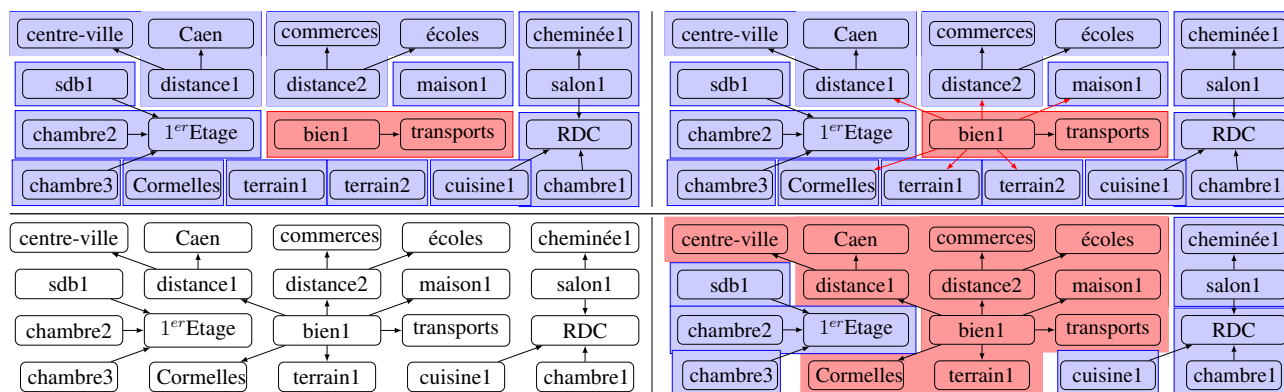 centre-ville Caen commerces écoles cheminée1
sdb1 distance1 distance2 maison1 salon1
chambre2 1erEtage bien1 transports RDC
chambre3 Cormelles terrain1 terrain2 cuisine1 chambre1
centre-ville Caen commerces écoles cheminée1
sdb1 distance1 distance2 maison1 salon1
chambre2 1erEtage bien1 transports RDC
chambre3 Cormelles terrain1 terrain2 cuisine1 chambre1
centre-ville Caen commerces écoles cheminée1
sdb1 distance1 distance2 maison1 salon1
chambre2 1erEtage bien1 transports RDC
chambre3 Cormelles terrain1 cuisine1 chambre1
centre-ville Caen commerces écoles cheminée1
sdb1 distance1 distance2 maison1 salon1
chambre2 1erEtage bien1 transports RDC
chambre3 Cormelles terrain1 cuisine1 chambre1